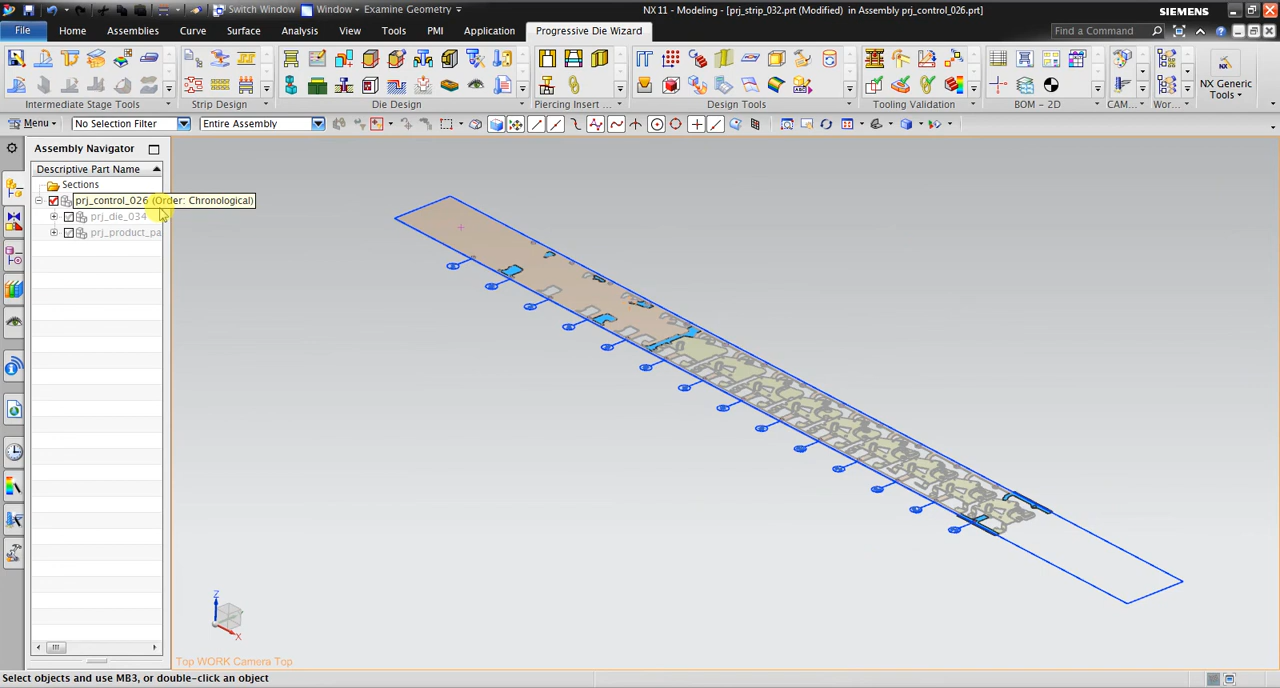 Switch Window Window Examine Geometry NX 11 - Modeling - [prj_strip_032.prt (Modified) in Assembly prj_control_026.prt] SIEMENS
File Home Assemblies Curve Surface Analysis View Tools PMI Application Progressive Die Wizard Find a Command
Intermediate Stage Tools Strip Design Die Design Piercing Insert ... Design Tools Tooling Validation BOM - 2D CAM... Wor... NX Generic Tools
Menu No Selection Filter Entire Assembly
Assembly Navigator
Descriptive Part Name
Sections
prj_control_026 (Order: Chronological)
prj_die_034
prj_product_pa
Z
X
Top WORK Camera Top
Select objects and use MB3, or double-click an object